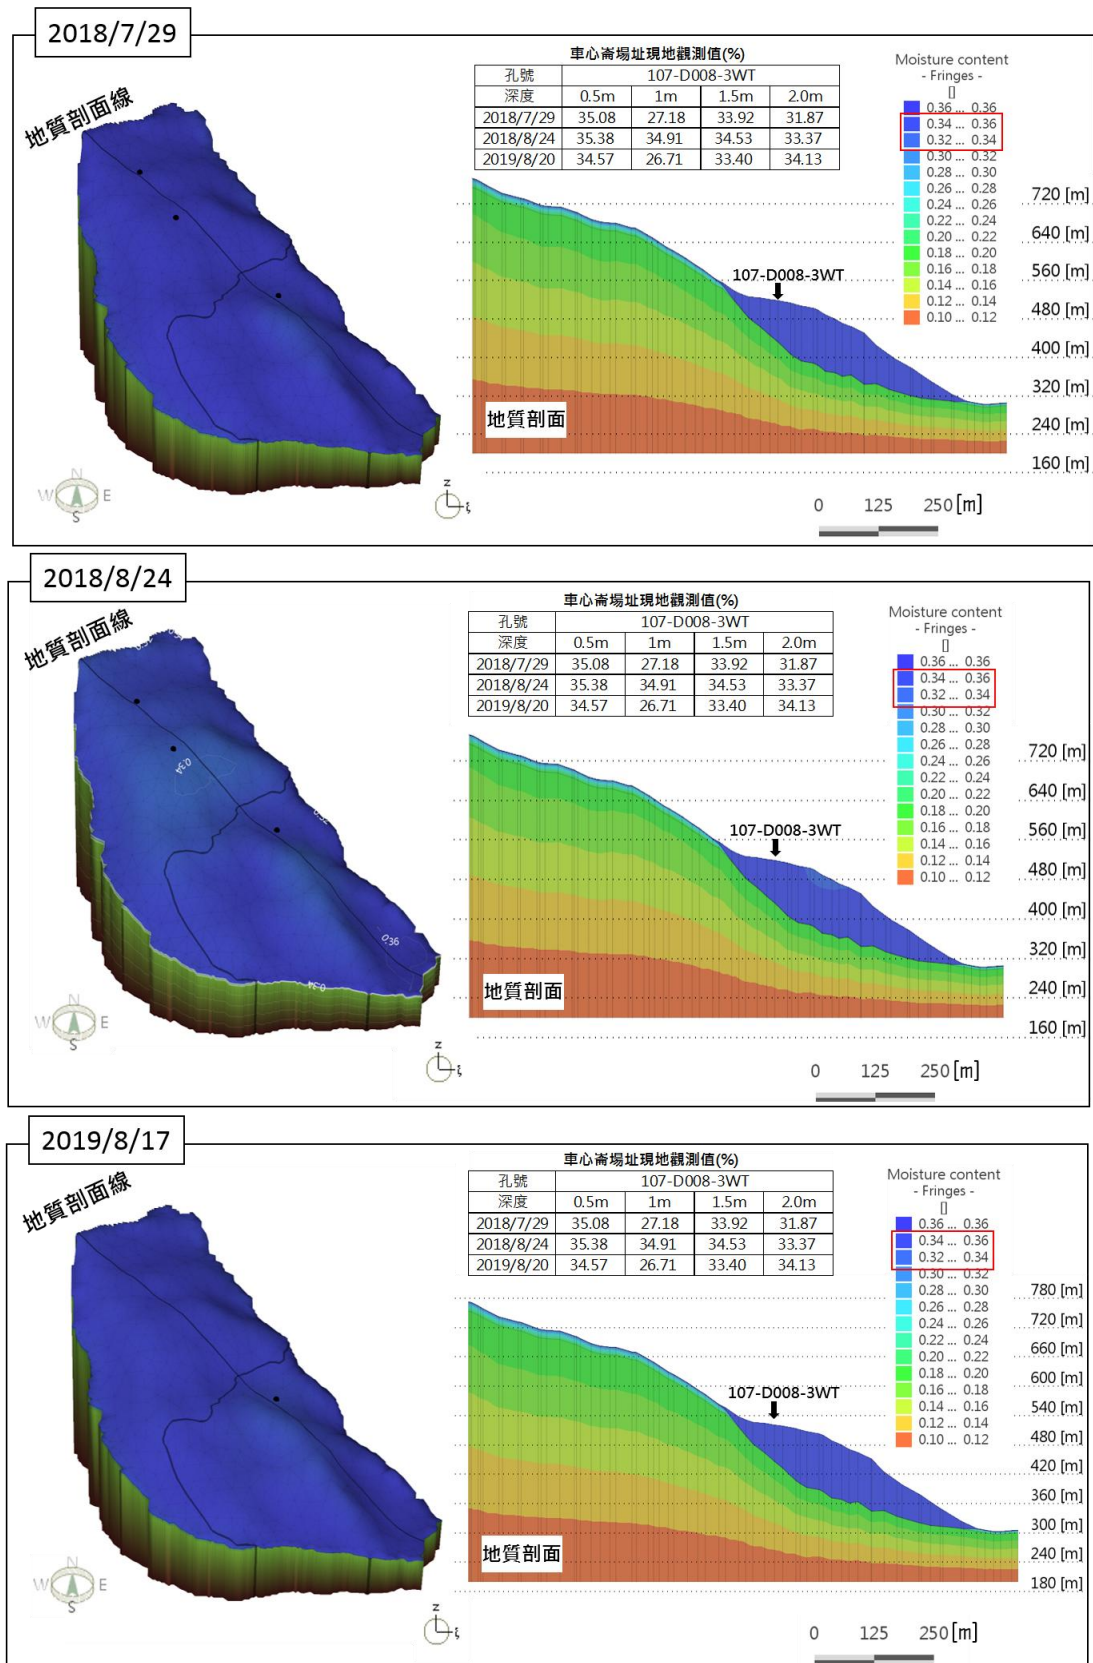 2018/7/29
地質剖面線
車心崙場址現地觀測值(%)
孔號 107-D008-3WT
深度 0.5m 1m 1.5m 2.0m
2018/7/29 35.08 27.18 33.92 31.87
2018/8/24 35.38 34.91 34.53 33.37
2019/8/20 34.57 26.71 33.40 34.13
Moisture content
- Fringes -
[]
0.36 ... 0.36
0.34 ... 0.36
0.32 ... 0.34
0.30 ... 0.32
0.28 ... 0.30
0.26 ... 0.28
0.24 ... 0.26
0.22 ... 0.24
0.20 ... 0.22
0.18 ... 0.20
0.16 ... 0.18
0.14 ... 0.16
0.12 ... 0.14
0.10 ... 0.12
720 [m]
640 [m]
560 [m]
480 [m]
400 [m]
320 [m]
240 [m]
160 [m]
107-D008-3WT
地質剖面
N
W E
S
z
ξ
0 125 250 [m]
2018/8/24
地質剖面線
車心崙場址現地觀測值(%)
孔號 107-D008-3WT
深度 0.5m 1m 1.5m 2.0m
2018/7/29 35.08 27.18 33.92 31.87
2018/8/24 35.38 34.91 34.53 33.37
2019/8/20 34.57 26.71 33.40 34.13
Moisture content
- Fringes -
[]
0.36 ... 0.36
0.34 ... 0.36
0.32 ... 0.34
0.30 ... 0.32
0.28 ... 0.30
0.26 ... 0.28
0.24 ... 0.26
0.22 ... 0.24
0.20 ... 0.22
0.18 ... 0.20
0.16 ... 0.18
0.14 ... 0.16
0.12 ... 0.14
0.10 ... 0.12
720 [m]
640 [m]
560 [m]
480 [m]
400 [m]
320 [m]
240 [m]
160 [m]
0.34
0.36
0.34
107-D008-3WT
地質剖面
N
W E
S
z
ξ
0 125 250 [m]
2019/8/17
地質剖面線
車心崙場址現地觀測值(%)
孔號 107-D008-3WT
深度 0.5m 1m 1.5m 2.0m
2018/7/29 35.08 27.18 33.92 31.87
2018/8/24 35.38 34.91 34.53 33.37
2019/8/20 34.57 26.71 33.40 34.13
Moisture content
- Fringes -
[]
0.36 ... 0.36
0.34 ... 0.36
0.32 ... 0.34
0.30 ... 0.32
0.28 ... 0.30
0.26 ... 0.28
0.24 ... 0.26
0.22 ... 0.24
0.20 ... 0.22
0.18 ... 0.20
0.16 ... 0.18
0.14 ... 0.16
0.12 ... 0.14
0.10 ... 0.12
780 [m]
720 [m]
660 [m]
600 [m]
540 [m]
480 [m]
420 [m]
360 [m]
300 [m]
240 [m]
180 [m]
107-D008-3WT
地質剖面
N
W E
S
z
ξ
0 125 250 [m]